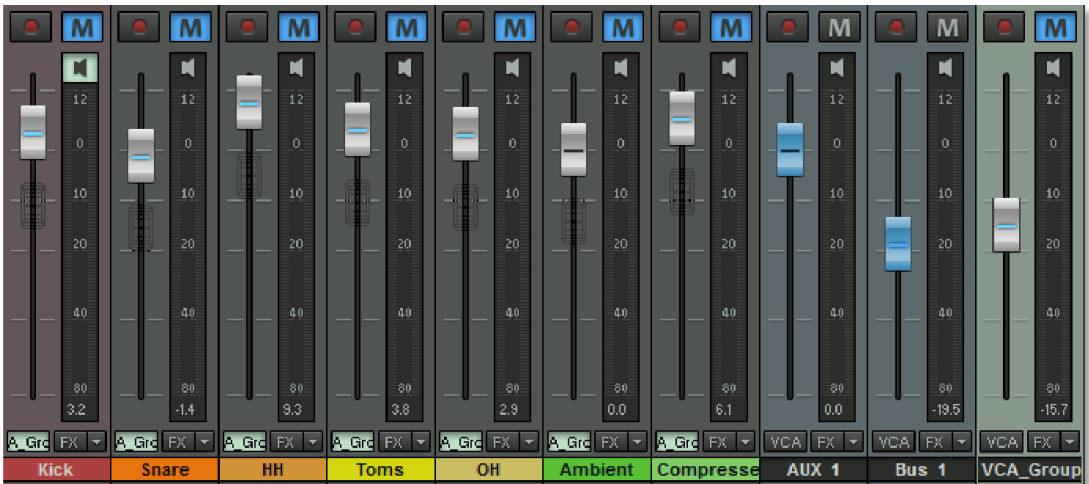 M M M M M M M M M M
12 12 12 12 12 12 12 12 12 12
0 0 0 0 0 0 0 0 0 0
10 10 10 10 10 10 10 10 10 10
20 20 20 20 20 20 20 20 20 20
40 40 40 40 40 40 40 40 40 40
80 80 80 80 80 80 80 80 80 80
3.2 -1.4 9.3 3.8 2.9 0.0 6.1 0.0 -19.5 -15.7
A_Grc FX A_Grc FX A_Grc FX A_Grc FX A_Grc FX A_Grc FX A_Grc FX VCA FX VCA FX VCA FX
Kick Snare HH Toms OH Ambient Compresse AUX 1 Bus 1 VCA_Group